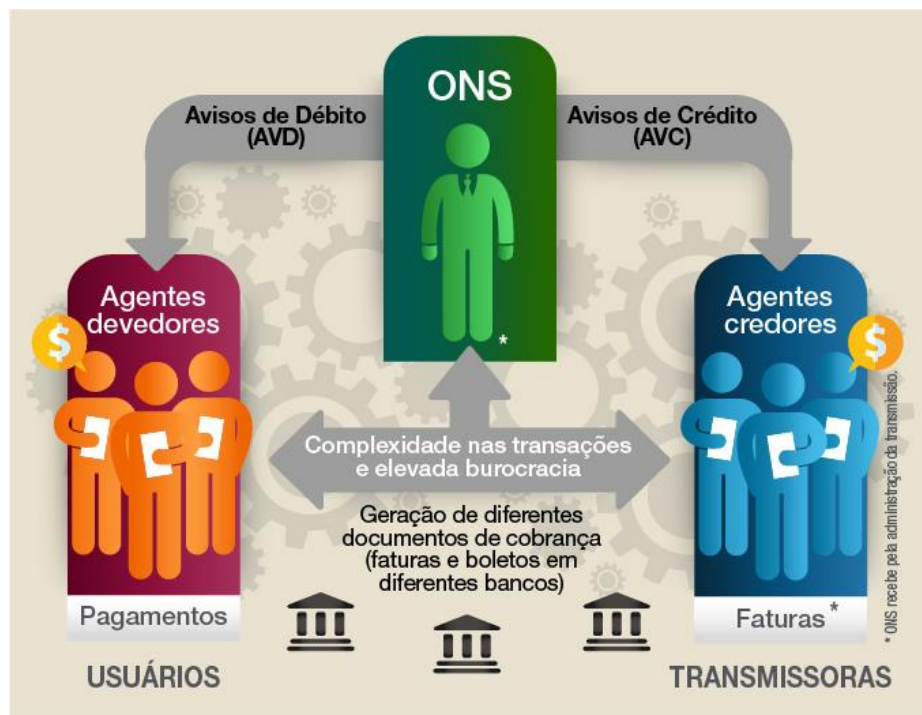 ONS
Avisos de Débito
(AVD)
Avisos de Crédito
(AVC)
*
Agentes
devedores
$
Agentes
credores
$
Complexidade nas transações
e elevada burocracia
Geração de diferentes
documentos de cobrança
(faturas e boletos em
diferentes bancos)
Pagamentos
Faturas *
USUÁRIOS
TRANSMISSORAS
* ONS recebe pela administração da transmissão.